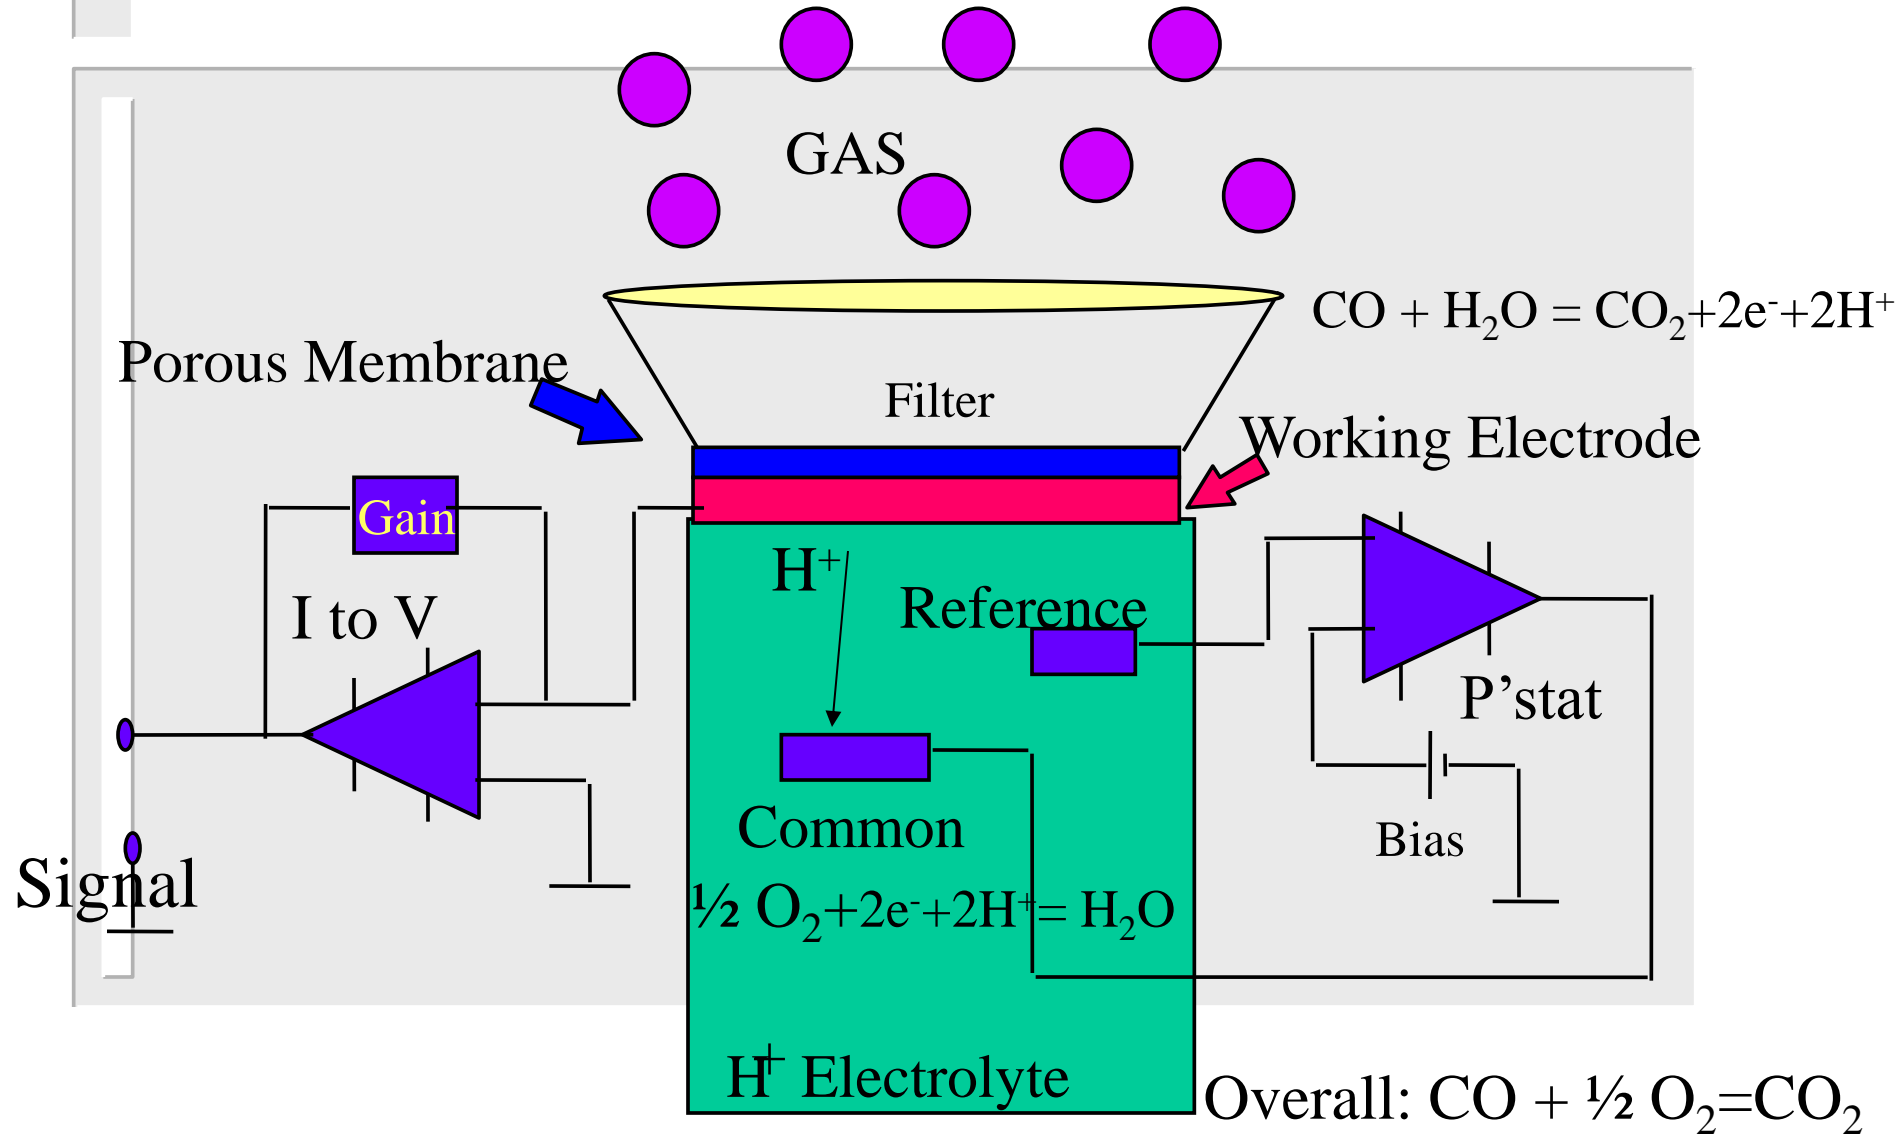 GAS
CO + H₂O = CO₂+2e⁻+2H⁺
Porous Membrane
Filter
Working Electrode
Gain
H⁺
I to V
Reference
P’stat
Common
Bias
Signal
½ O₂+2e⁻+2H⁺= H₂O
H⁺ Electrolyte
Overall: CO + ½ O₂=CO₂